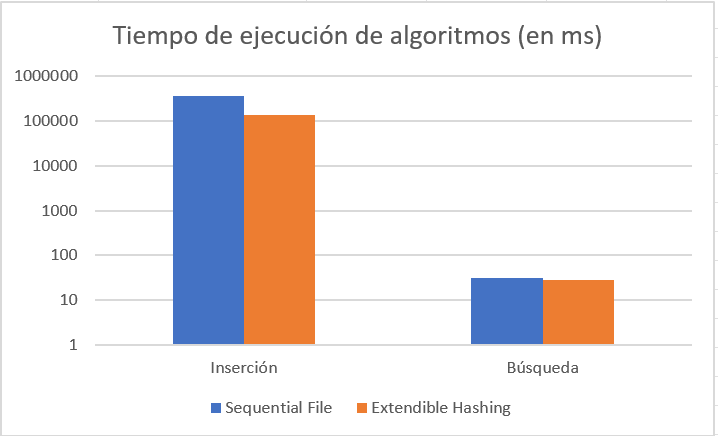 Tiempo de ejecución de algoritmos (en ms)
1000000
100000
10000
1000
100
10
1
Inserción Búsqueda
Sequential File Extendible Hashing